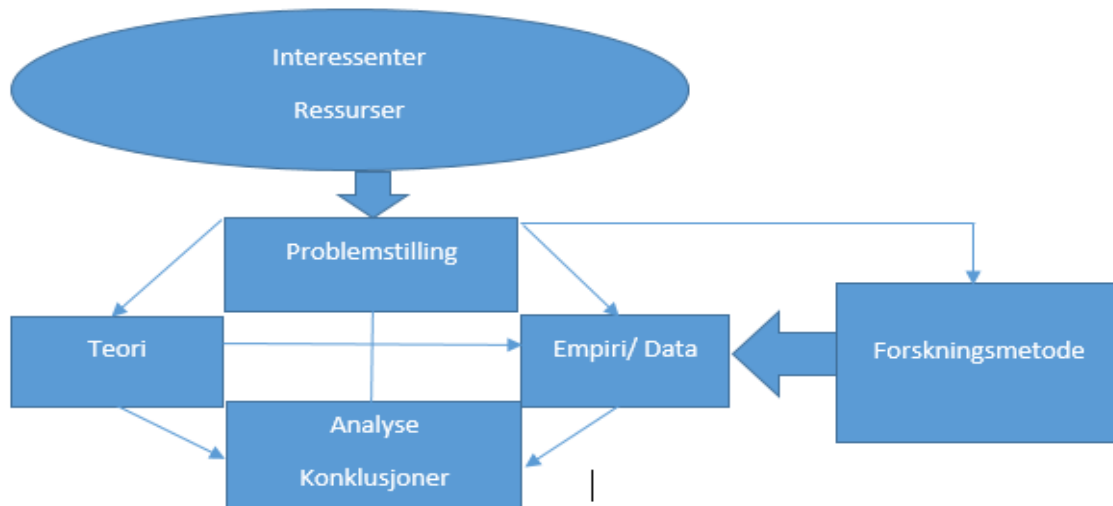 Interessenter
Ressurser
Problemstilling
Teori
Empiri/ Data
Forskningsmetode
Analyse
Konklusjoner